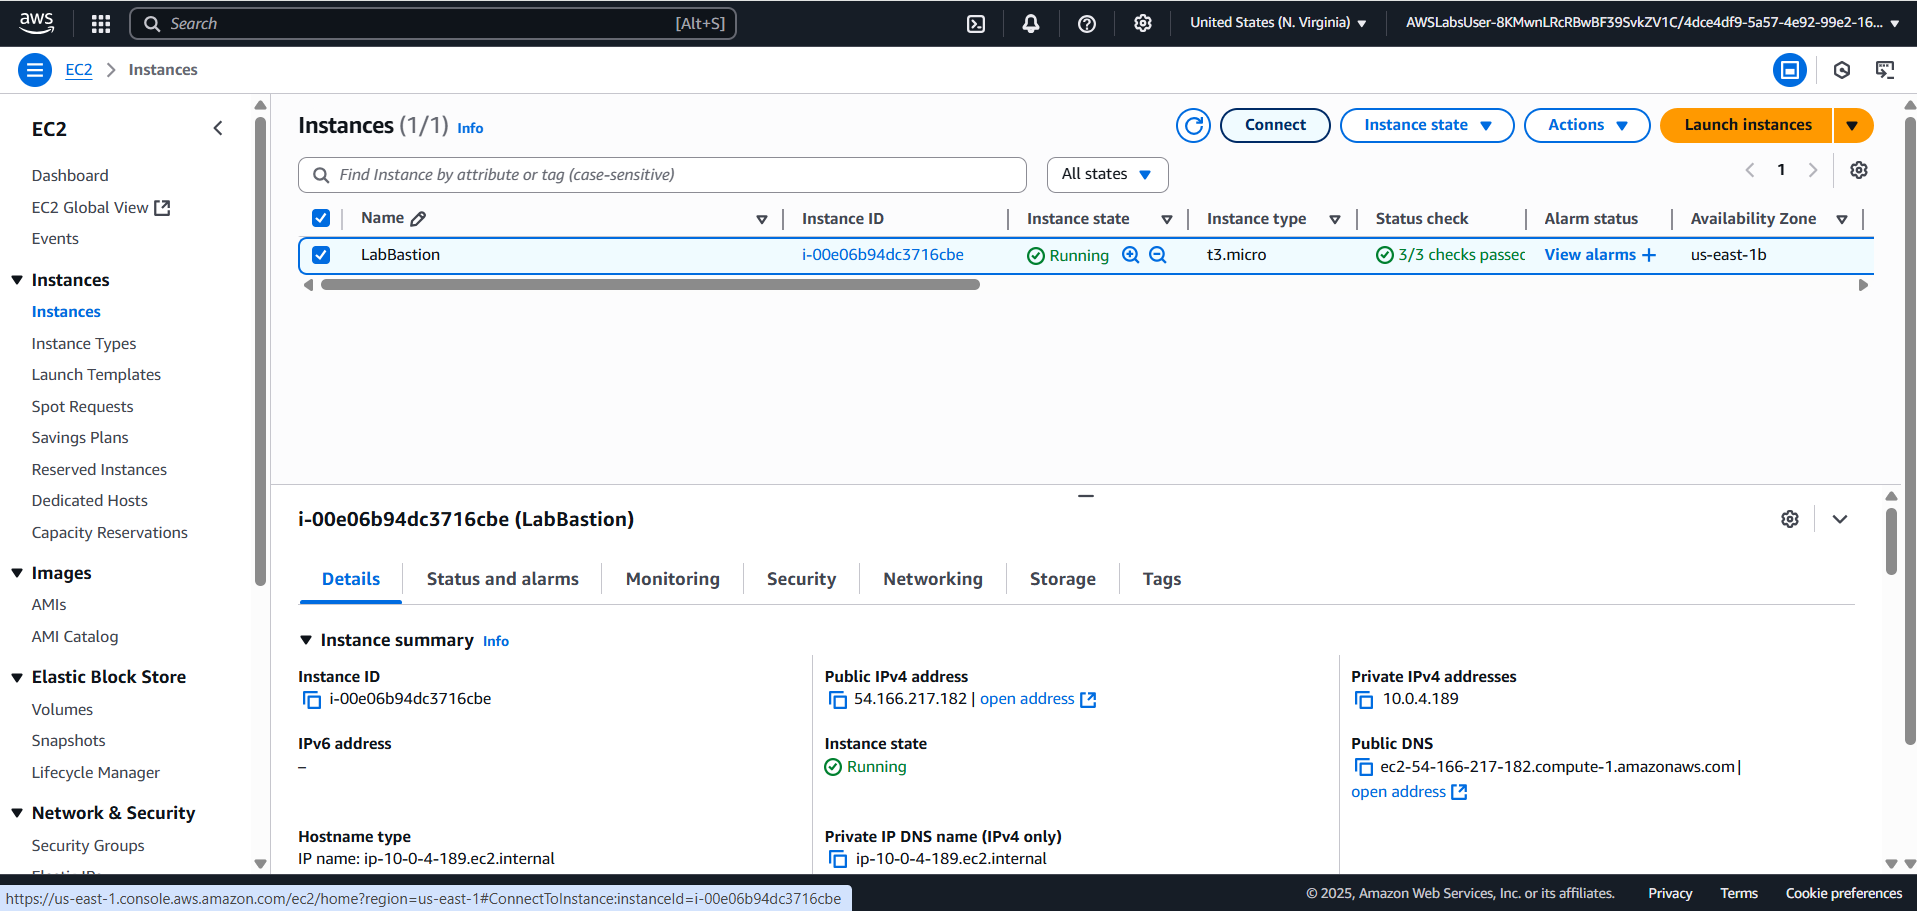 aws
Search [Alt+S]
United States (N. Virginia)
AWSLabsUser-8KMwnLRcRBwBF39SvkZV1C/4dce4df9-5a57-4e92-99e2-16...
EC2 > Instances
EC2
Dashboard
EC2 Global View
Events
Instances
Instances
Instance Types
Launch Templates
Spot Requests
Savings Plans
Reserved Instances
Dedicated Hosts
Capacity Reservations
Images
AMIs
AMI Catalog
Elastic Block Store
Volumes
Snapshots
Lifecycle Manager
Network & Security
Security Groups
Instances (1/1) Info
Connect
Instance state
Actions
Launch instances
Find Instance by attribute or tag (case-sensitive)
All states
1
Name Instance ID Instance state Instance type Status check Alarm status Availability Zone
LabBastion i-00e06b94dc3716cbe Running t3.micro 3/3 checks passed View alarms + us-east-1b
i-00e06b94dc3716cbe (LabBastion)
Details Status and alarms Monitoring Security Networking Storage Tags
Instance summary Info
Instance ID
i-00e06b94dc3716cbe
Public IPv4 address
54.166.217.182 | open address
Private IPv4 addresses
10.0.4.189
IPv6 address
–
Instance state
Running
Public DNS
ec2-54-166-217-182.compute-1.amazonaws.com |
open address
Hostname type
IP name: ip-10-0-4-189.ec2.internal
Private IP DNS name (IPv4 only)
ip-10-0-4-189.ec2.internal
https://us-east-1.console.aws.amazon.com/ec2/home?region=us-east-1#ConnectToInstance:instanceId=i-00e06b94dc3716cbe
© 2025, Amazon Web Services, Inc. or its affiliates.
Privacy
Terms
Cookie preferences